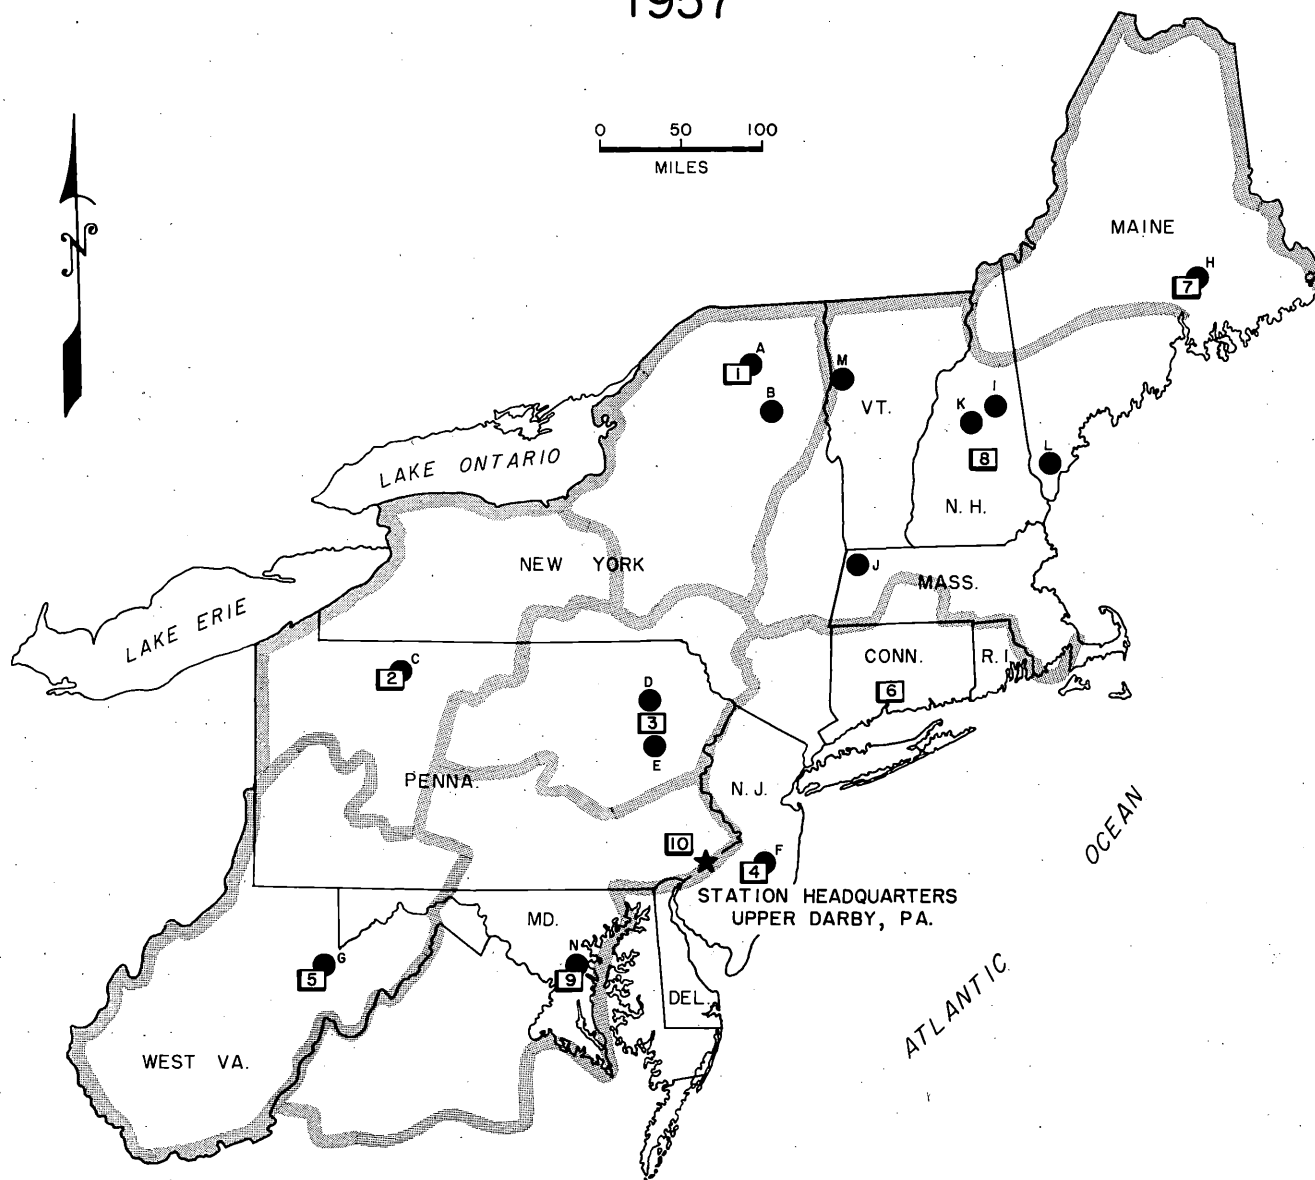 1957
0 50 100
MILES
N
MAINE
H
7
A
1
M
B
VT.
I
K
8
L
LAKE ONTARIO
N. H.
NEW YORK
J
MASS.
LAKE ERIE
C
2
CONN.
R. I.
6
D
3
E
PENNA.
N. J.
OCEAN
10
F
4
STATION HEADQUARTERS
UPPER DARBY, PA.
MD.
N
9
G
5
DEL.
ATLANTIC
WEST VA.